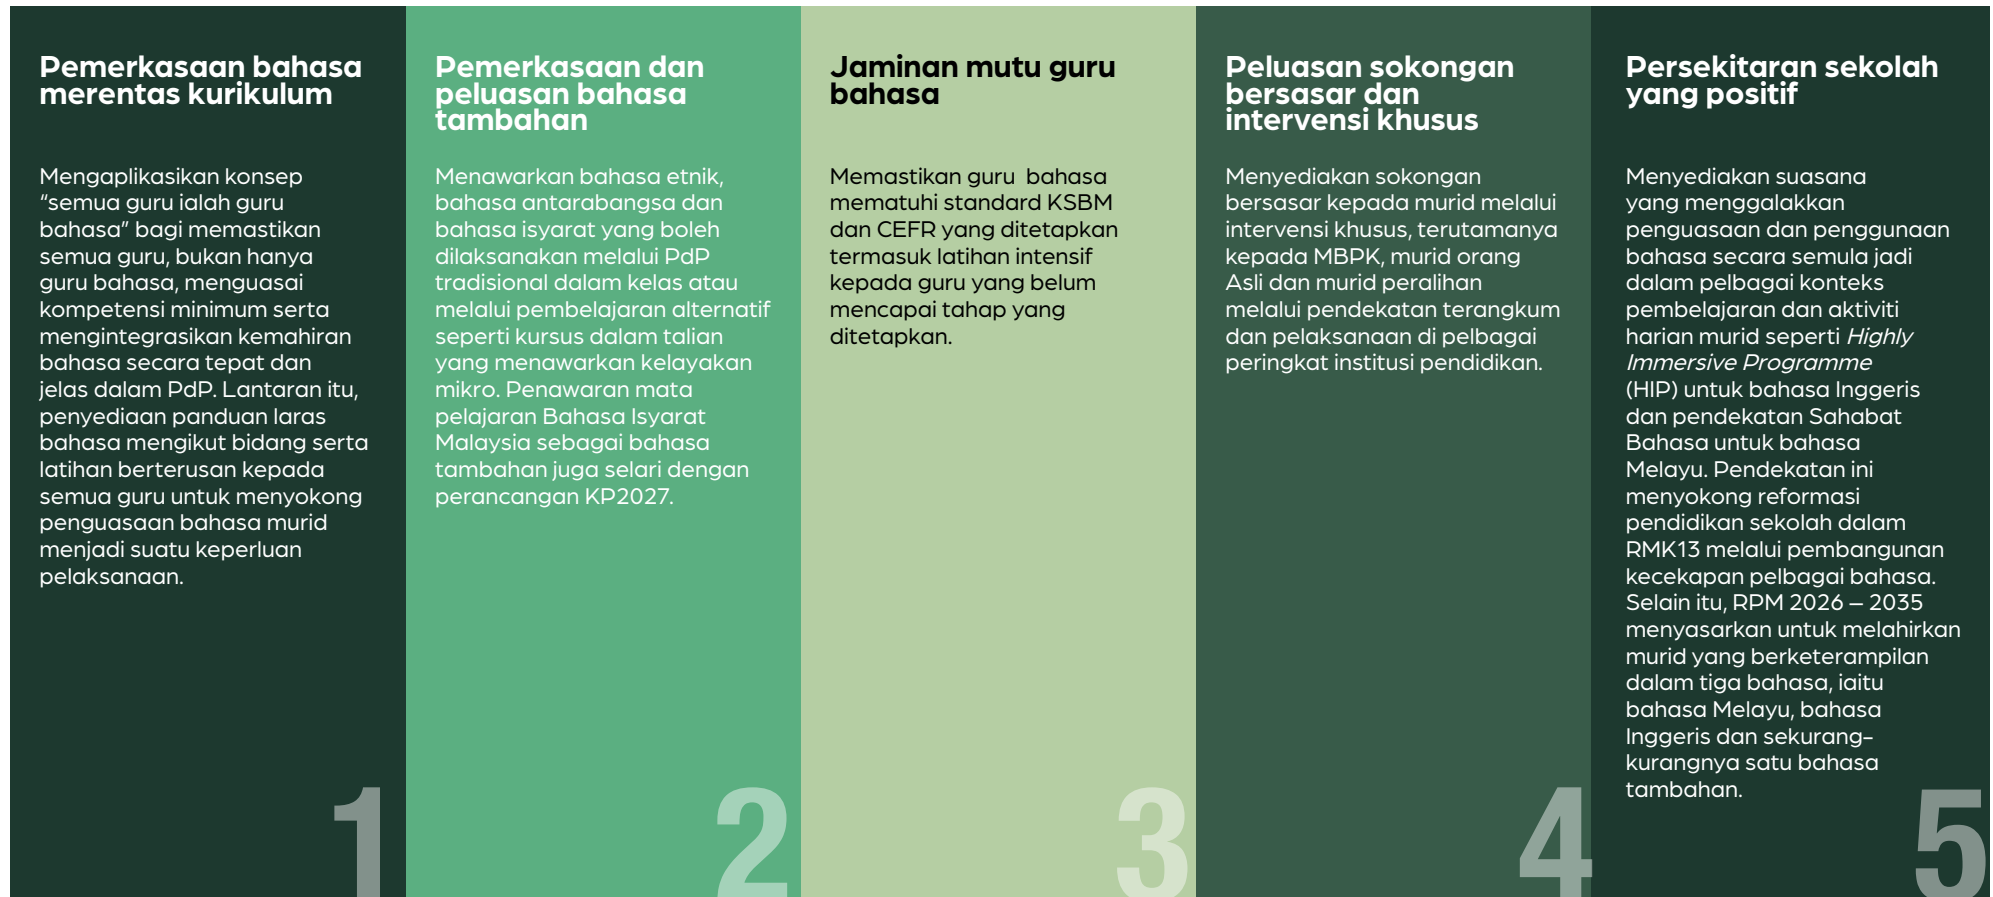 Pemerkasaan bahasa
merentas kurikulum
Mengaplikasikan konsep
“semua guru ialah guru
bahasa” bagi memastikan
semua guru, bukan hanya
guru bahasa, menguasai
kompetensi minimum serta
mengintegrasikan kemahiran
bahasa secara tepat dan
jelas dalam PdP. Lantaran itu,
penyediaan panduan laras
bahasa mengikut bidang serta
latihan berterusan kepada
semua guru untuk menyokong
penguasaan bahasa murid
menjadi suatu keperluan
pelaksanaan.
1
Pemerkasaan dan
peluasan bahasa
tambahan
Menawarkan bahasa etnik,
bahasa antarabangsa dan
bahasa isyarat yang boleh
dilaksanakan melalui PdP
tradisional dalam kelas atau
melalui pembelajaran alternatif
seperti kursus dalam talian
yang menawarkan kelayakan
mikro. Penawaran mata
pelajaran Bahasa Isyarat
Malaysia sebagai bahasa
tambahan juga selari dengan
perancangan KP2027.
2
Jaminan mutu guru
bahasa
Memastikan guru  bahasa
mematuhi standard KSBM
dan CEFR yang ditetapkan
termasuk latihan intensif
kepada guru yang belum
mencapai tahap yang
ditetapkan.
3
Peluasan sokongan
bersasar dan
intervensi khusus
Menyediakan sokongan
bersasar kepada murid melalui
intervensi khusus, terutamanya
kepada MBPK, murid orang
Asli dan murid peralihan
melalui pendekatan terangkum
dan pelaksanaan di pelbagai
peringkat institusi pendidikan.
4
Persekitaran sekolah
yang positif
Menyediakan suasana
yang menggalakkan
penguasaan dan penggunaan
bahasa secara semula jadi
dalam pelbagai konteks
pembelajaran dan aktiviti
harian murid seperti Highly
Immersive Programme
(HIP) untuk bahasa Inggeris
dan pendekatan Sahabat
Bahasa untuk bahasa
Melayu. Pendekatan ini
menyokong reformasi
pendidikan sekolah dalam
RMK13 melalui pembangunan
kecekapan pelbagai bahasa.
Selain itu, RPM 2026 – 2035
menyasarkan untuk melahirkan
murid yang berketerampilan
dalam tiga bahasa, iaitu
bahasa Melayu, bahasa
Inggeris dan sekurang-
kurangnya satu bahasa
tambahan.
5